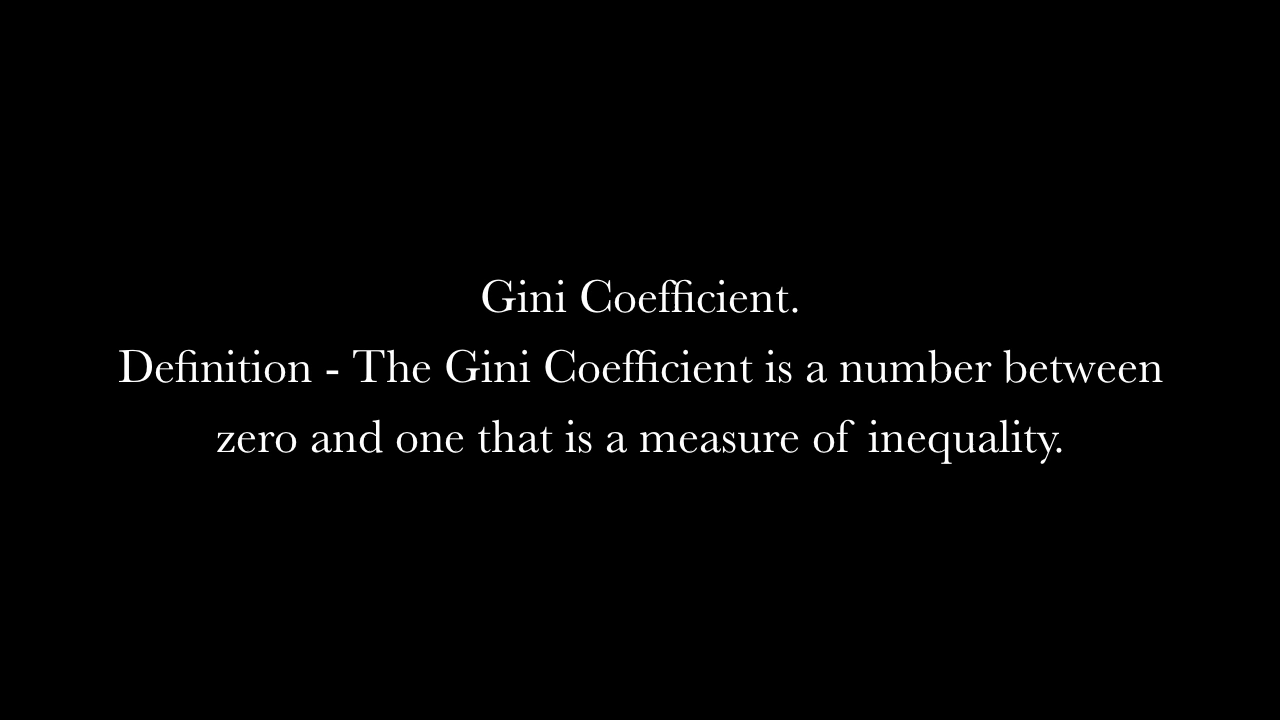 Gini Coefficient.
Definition - The Gini Coefficient is a number between
zero and one that is a measure of inequality.